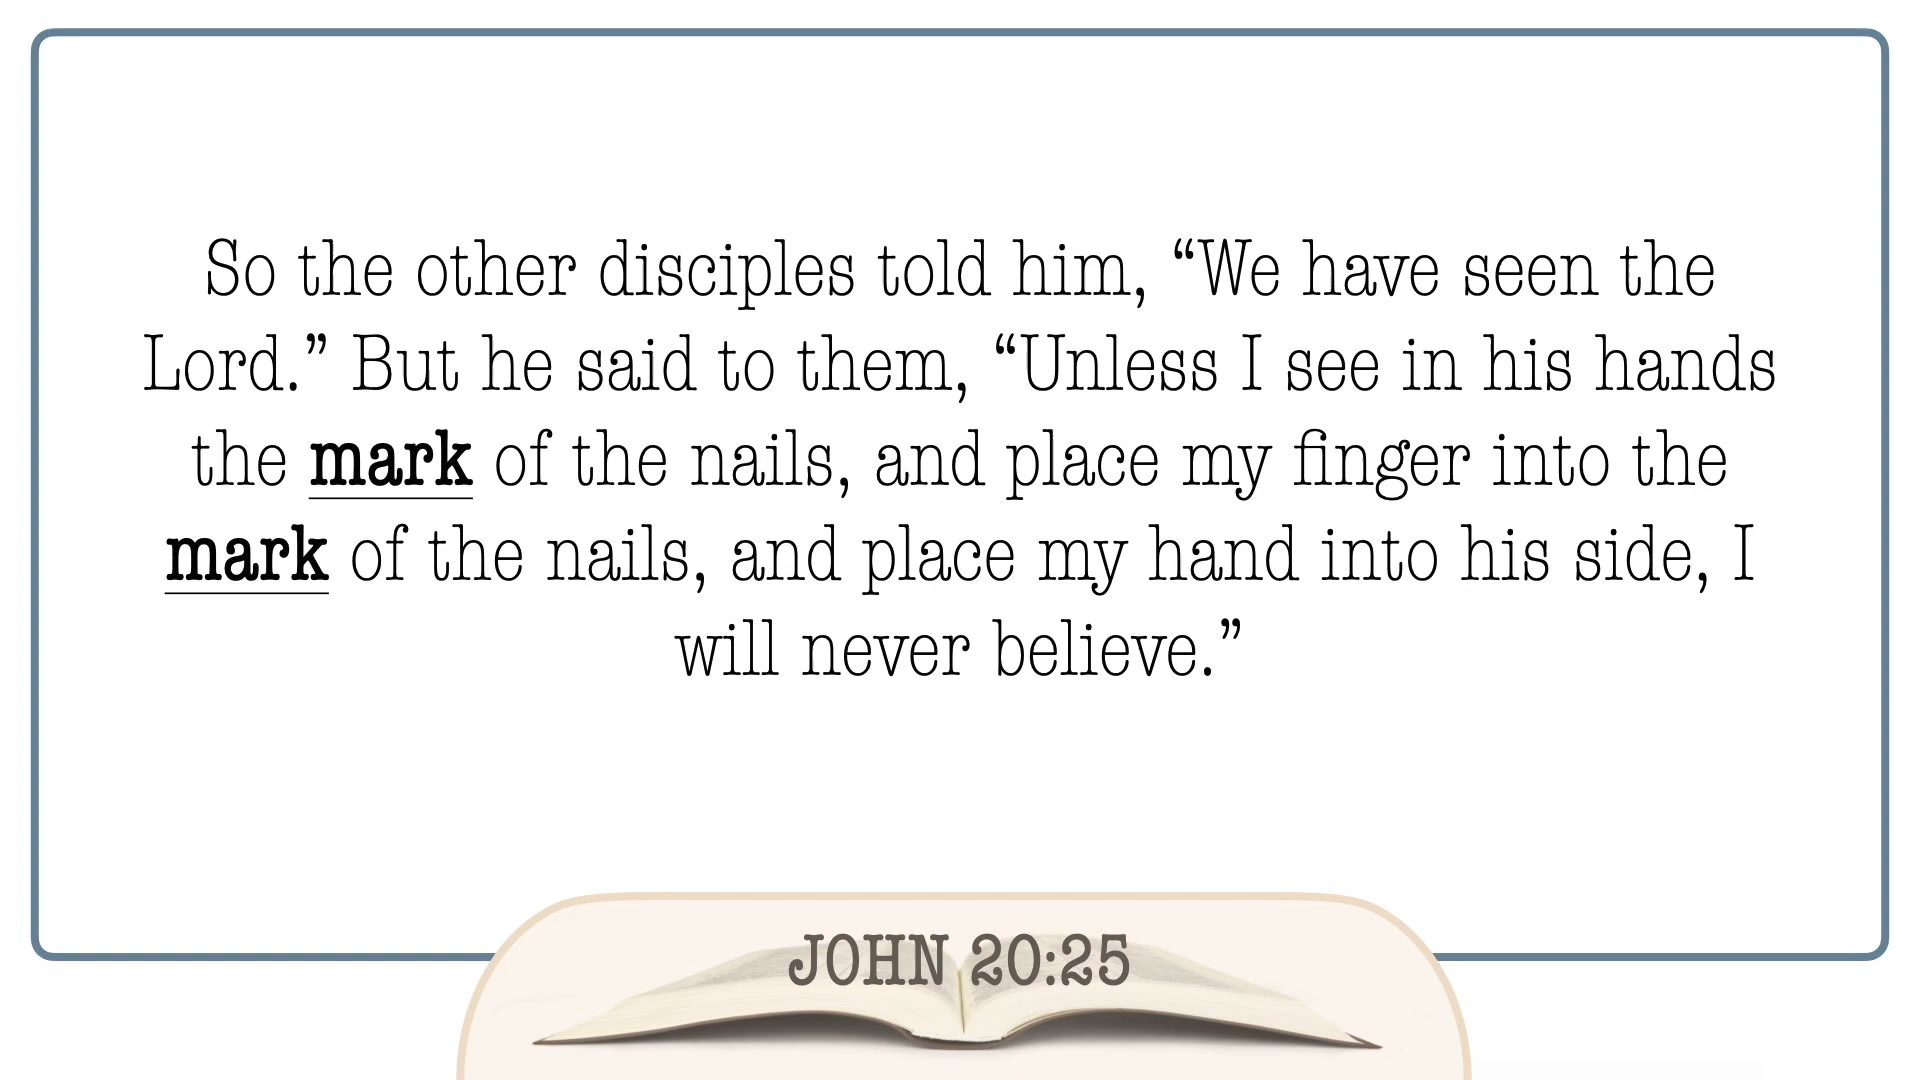 So the other disciples told him, “We have seen the
Lord.” But he said to them, “Unless I see in his hands
the mark of the nails, and place my finger into the
mark of the nails, and place my hand into his side, I
will never believe.”
JOHN 20:25